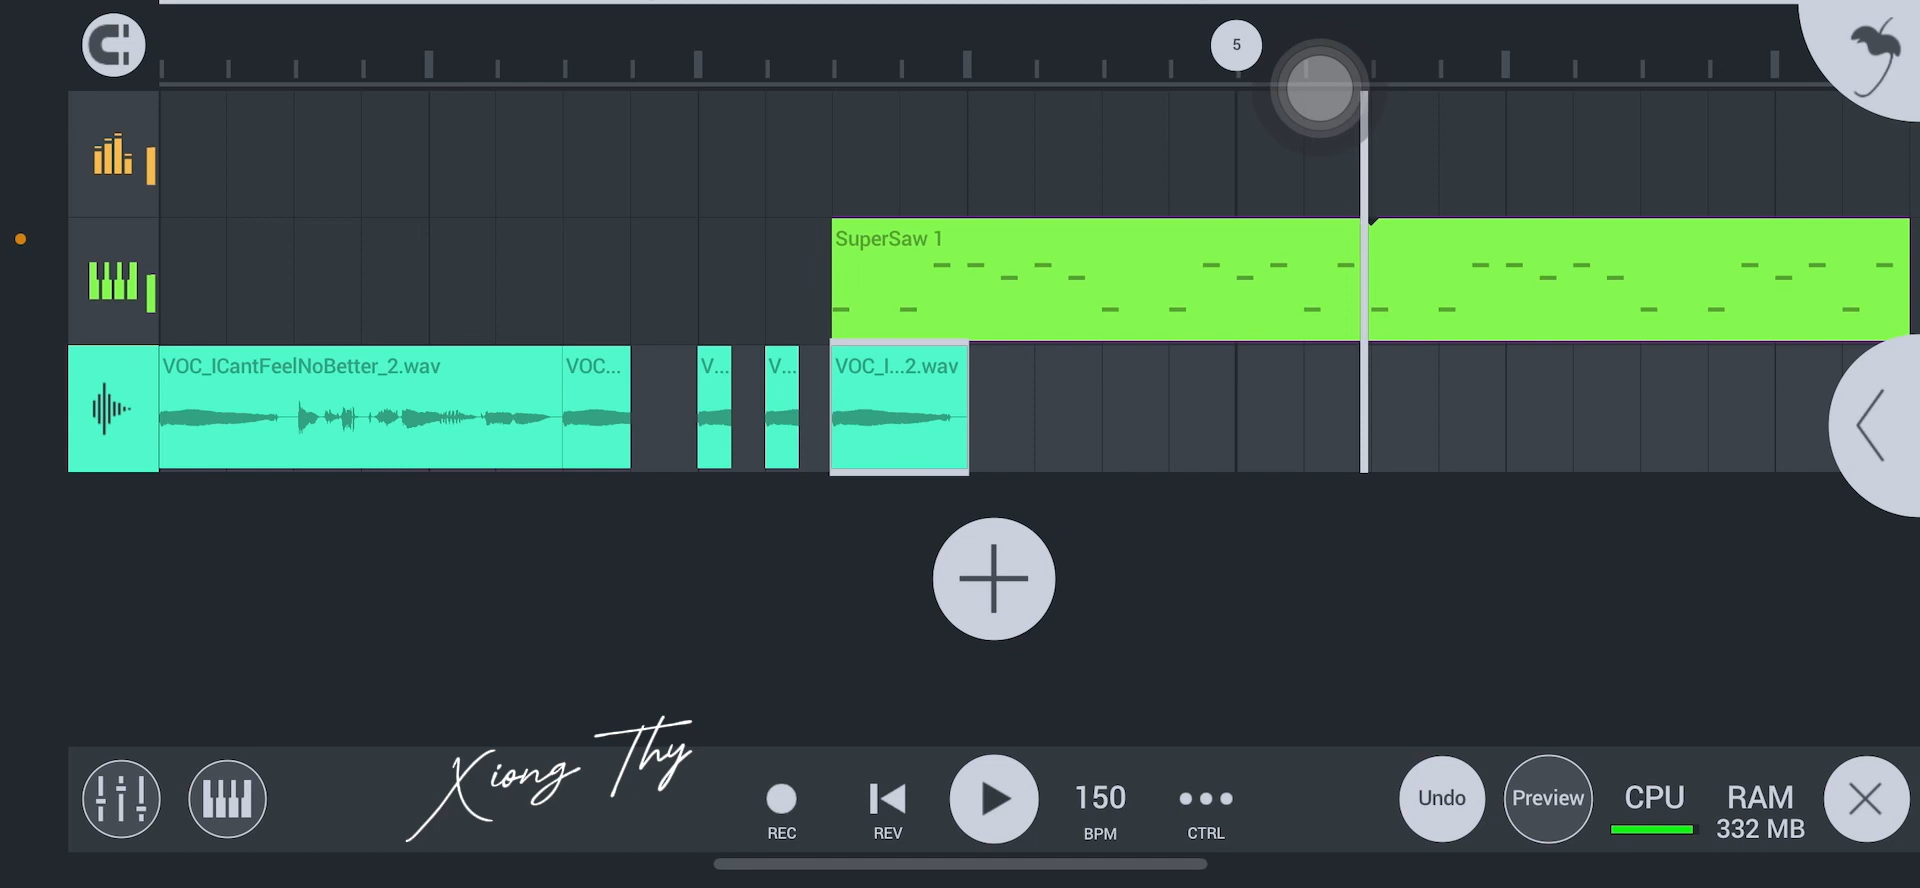 5
SuperSaw 1
VOC_ICantFeelNoBetter_2.wav VOC... V... V... VOC_I...2.wav
Xiong Thy
REC
REV
150
BPM
CTRL
Undo
Preview
CPU
RAM
332 MB